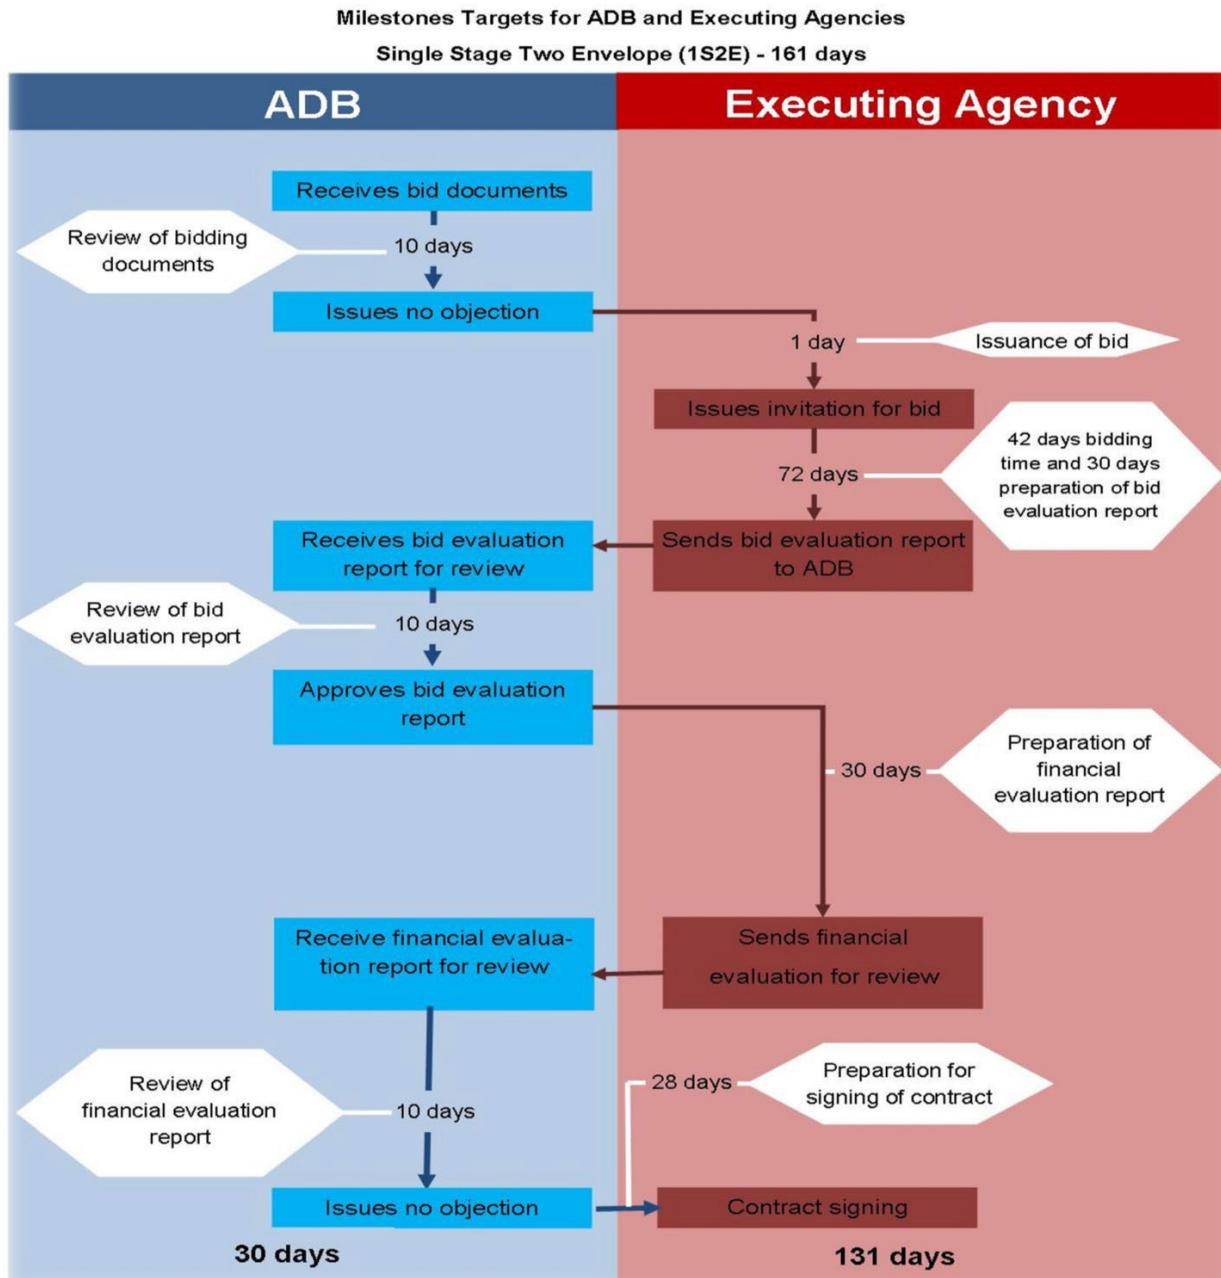 Milestones Targets for ADB and Executing Agencies
Single Stage Two Envelope (1S2E) - 161 days
ADB
Executing Agency
Receives bid documents
Review of bidding
documents
10 days
Issues no objection
1 day
Issuance of bid
Issues invitation for bid
72 days
42 days bidding
time and 30 days
preparation of bid
evaluation report
Sends bid evaluation report
to ADB
Receives bid evaluation
report for review
Review of bid
evaluation report
10 days
Approves bid evaluation
report
30 days
Preparation of
financial
evaluation report
Sends financial
evaluation for review
Receive financial evalua-
tion report for review
Review of
financial evaluation
report
10 days
Issues no objection
28 days
Preparation for
signing of contract
Contract signing
30 days
131 days